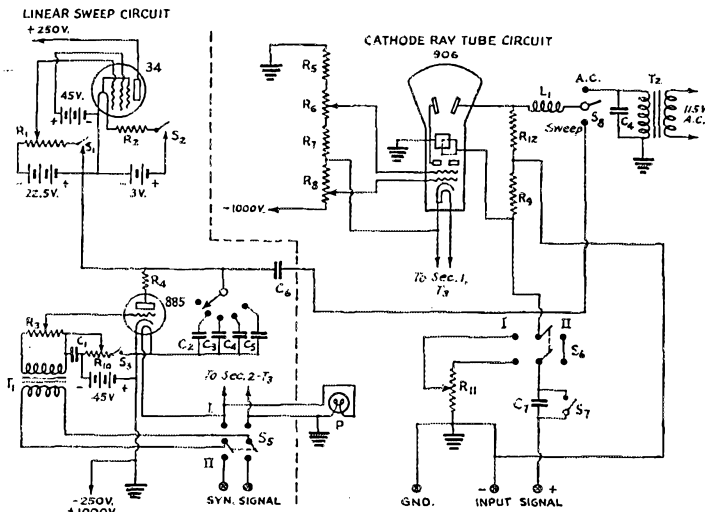 LINEAR SWEEP CIRCUIT
+250V.
34
45V.
+
R1
S1
R2
S2
- 22.5V. +
- 3V. +
CATHODE RAY TUBE CIRCUIT
906
R5
R6
R7
R8
-1000V.
To Sec.1,
T3
L1
A.C.
S8
Sweep
C4
T2
115V
A.C.
R12
R9
R4
885
C6
R3
C1
R10
S3
- 45V +
T1
C2
C3
C4
C5
To Sec.2-T3
I
S5
II
P
I
II
S6
R11
C7
S7
-250V.
+1000V.
SYN. SIGNAL
GND.
- +
INPUT SIGNAL